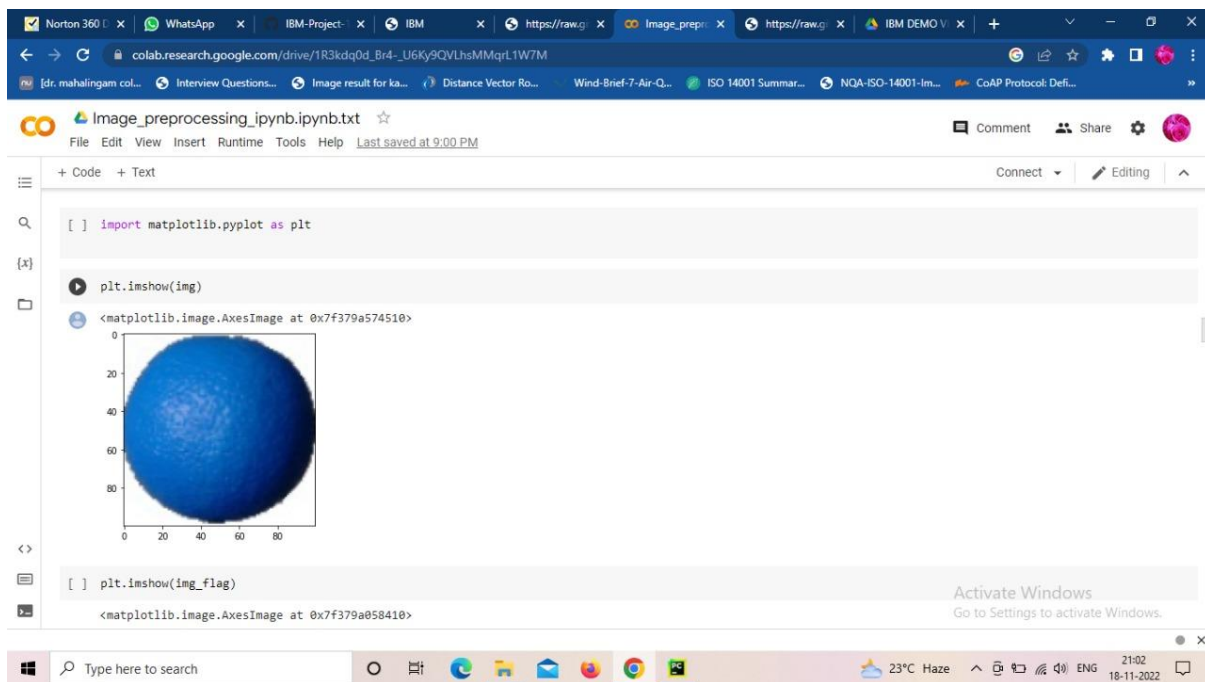 Norton 360 D
WhatsApp
IBM-Project-
IBM
https://raw.gi
Image_prepro
https://raw.gi
IBM DEMO V
colab.research.google.com/drive/1R3kdq0d_Br4-_U6Ky9QVLhsMMqrL1W7M
[dr. mahalingam col...
Interview Questions...
Image result for ka...
Distance Vector Ro...
Wind-Brief-7-Air-Q...
ISO 14001 Summar...
NQA-ISO-14001-Im...
CoAP Protocol: Defi...
»
CO
Image_preprocessing_ipynb.ipynb.txt
Comment
Share
File Edit View Insert Runtime Tools Help Last saved at 9:00 PM
+ Code + Text
Connect
Editing
{x}
[ ] import matplotlib.pyplot as plt
plt.imshow(img)
<matplotlib.image.AxesImage at 0x7f379a574510>
0
20
40
60
80
0 20 40 60 80
<>
[ ] plt.imshow(img_flag)
<matplotlib.image.AxesImage at 0x7f379a058410>
Activate Windows
Go to Settings to activate Windows.
Type here to search
PC
23°C Haze
ENG
21:02
18-11-2022